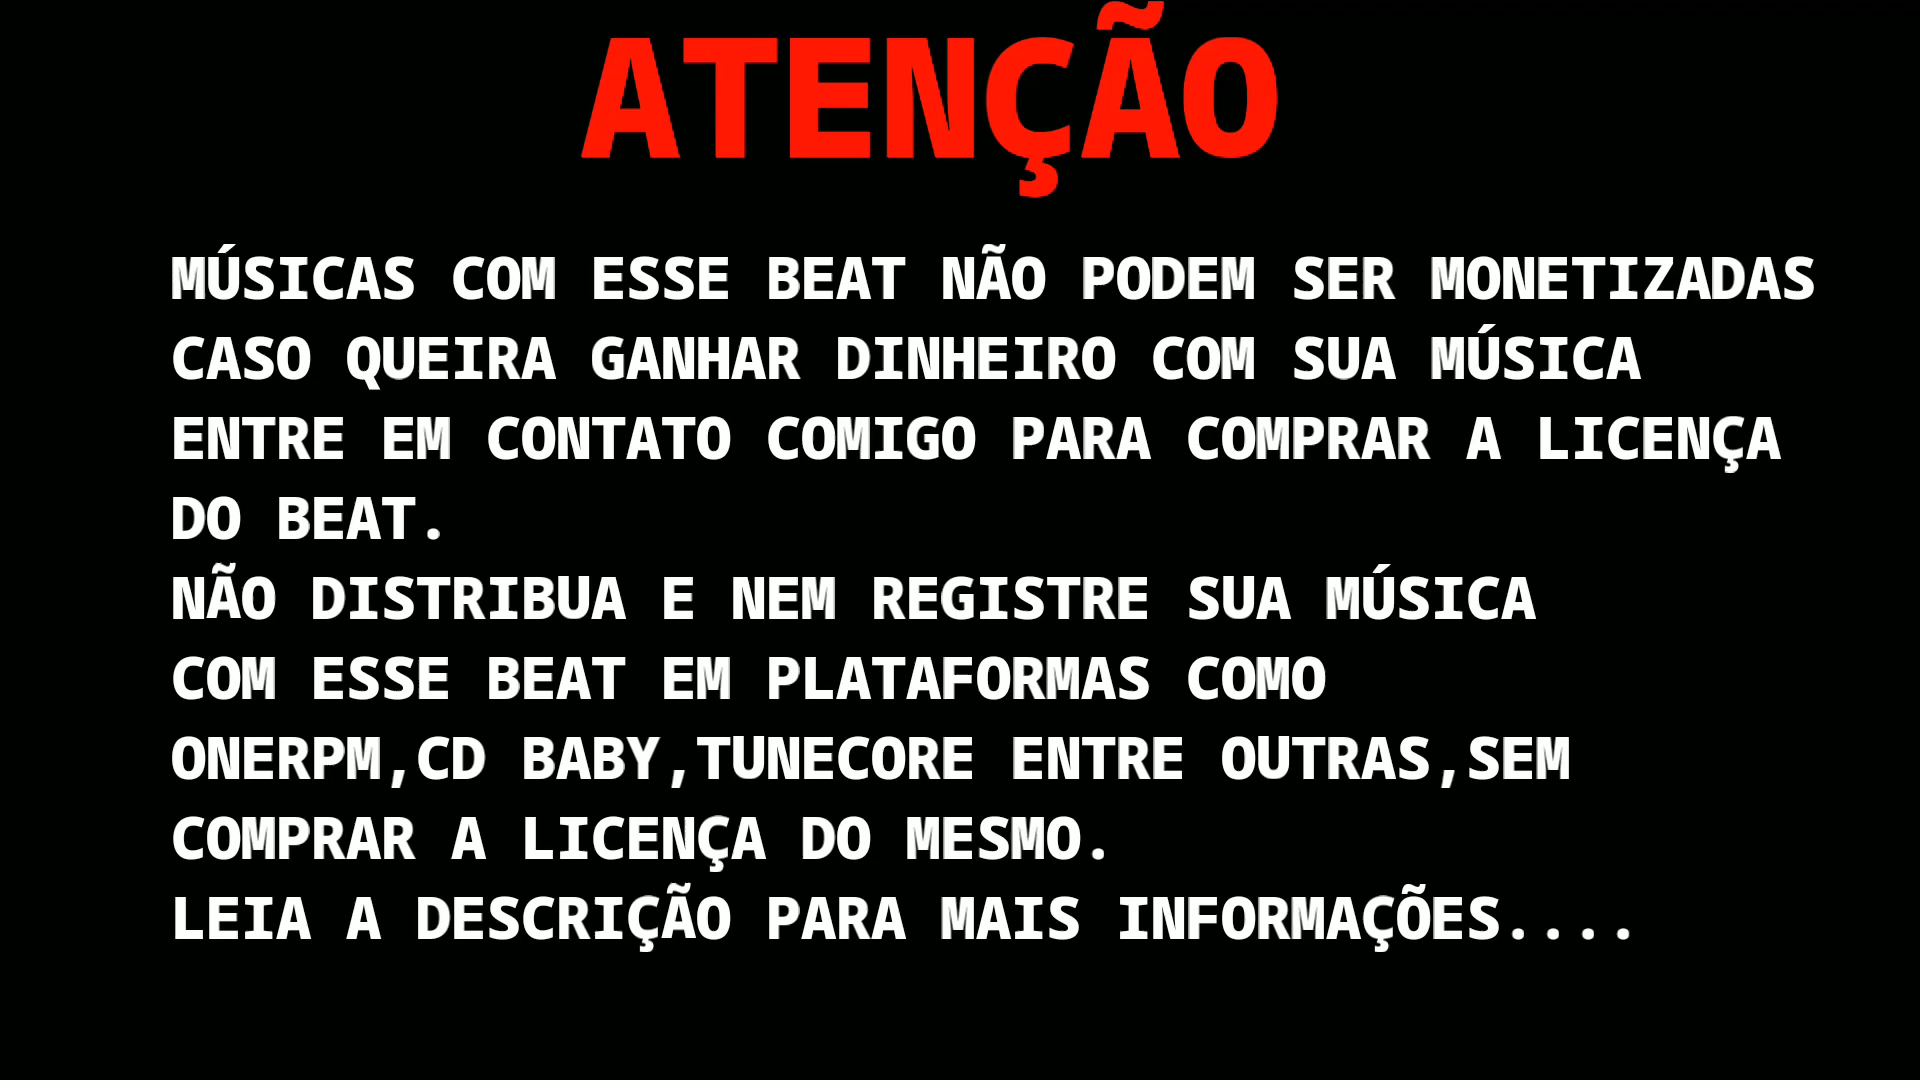 ATENÇÃO
MÚSICAS COM ESSE BEAT NÃO PODEM SER MONETIZADAS
CASO QUEIRA GANHAR DINHEIRO COM SUA MÚSICA
ENTRE EM CONTATO COMIGO PARA COMPRAR A LICENÇA
DO BEAT.
NÃO DISTRIBUA E NEM REGISTRE SUA MÚSICA
COM ESSE BEAT EM PLATAFORMAS COMO
ONERPM,CD BABY,TUNECORE ENTRE OUTRAS,SEM
COMPRAR A LICENÇA DO MESMO.
LEIA A DESCRIÇÃO PARA MAIS INFORMAÇÕES....